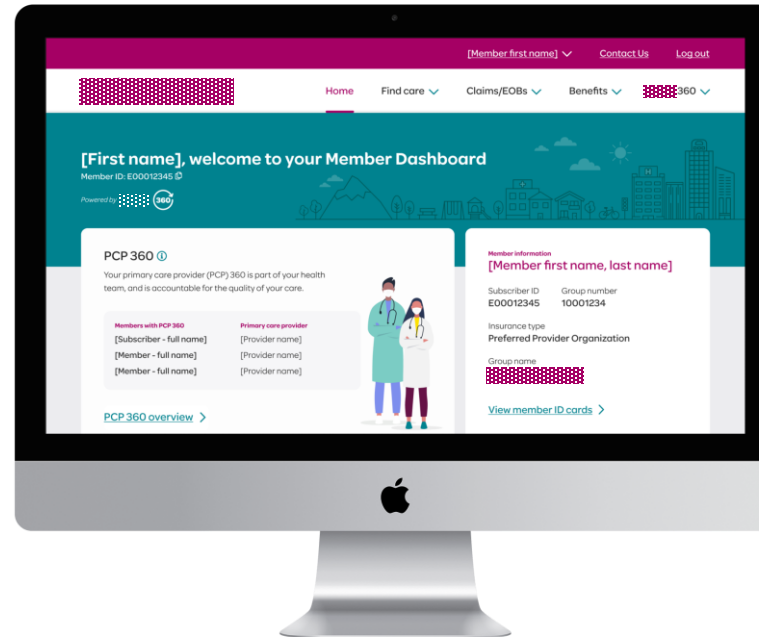 [Member first name]
Contact Us
Log out
Home
Find care
Claims/EOBs
Benefits
360
[First name], welcome to your Member Dashboard
Member ID: E00012345
Powered by
360
PCP 360
Your primary care provider (PCP) 360 is part of your health
team, and is accountable for the quality of your care.
Members with PCP 360
Primary care provider
[Subscriber - full name]
[Provider name]
[Member - full name]
[Provider name]
[Member - full name]
[Provider name]
PCP 360 overview
Member information
[Member first name, last name]
Subscriber ID
Group number
E00012345
10001234
Insurance type
Preferred Provider Organization
Group name
View member ID cards